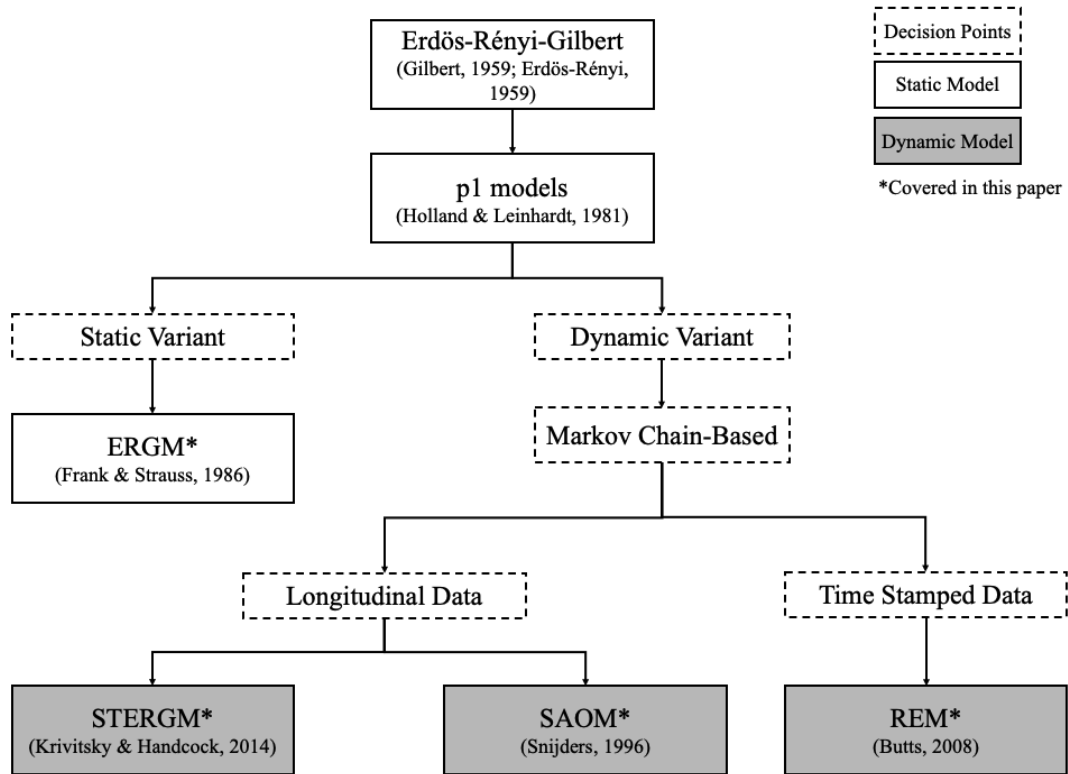 Erdös-Rényi-Gilbert
(Gilbert, 1959; Erdös-Rényi,
1959)
Decision Points
Static Model
Dynamic Model
*Covered in this paper
p1 models
(Holland & Leinhardt, 1981)
Static Variant
Dynamic Variant
ERGM*
(Frank & Strauss, 1986)
Markov Chain-Based
Longitudinal Data
Time Stamped Data
STERGM*
(Krivitsky & Handcock, 2014)
SAOM*
(Snijders, 1996)
REM*
(Butts, 2008)